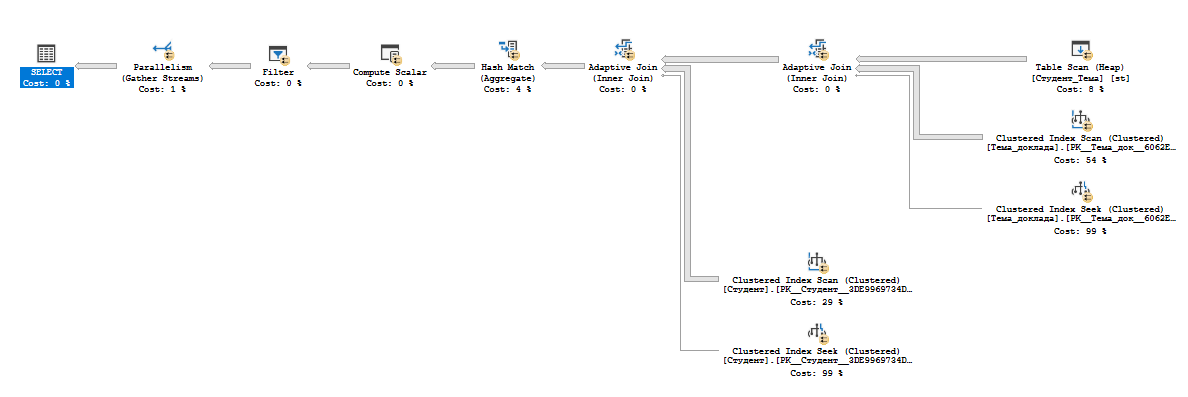 SELECT
Cost: 0 %
Parallelism
(Gather Streams)
Cost: 1 %
Filter
Cost: 0 %
Compute Scalar
Cost: 0 %
Hash Match
(Aggregate)
Cost: 4 %
Adaptive Join
(Inner Join)
Cost: 0 %
Adaptive Join
(Inner Join)
Cost: 0 %
Table Scan (Heap)
[Студент_Тема] [st]
Cost: 8 %
Clustered Index Scan (Clustered)
[Тема_доклада].[PK__Тема_док__6062E…
Cost: 54 %
Clustered Index Seek (Clustered)
[Тема_доклада].[PK__Тема_док__6062E…
Cost: 99 %
Clustered Index Scan (Clustered)
[Студент].[PK__Студент__3DE9969734D…
Cost: 29 %
Clustered Index Seek (Clustered)
[Студент].[PK__Студент__3DE9969734D…
Cost: 99 %